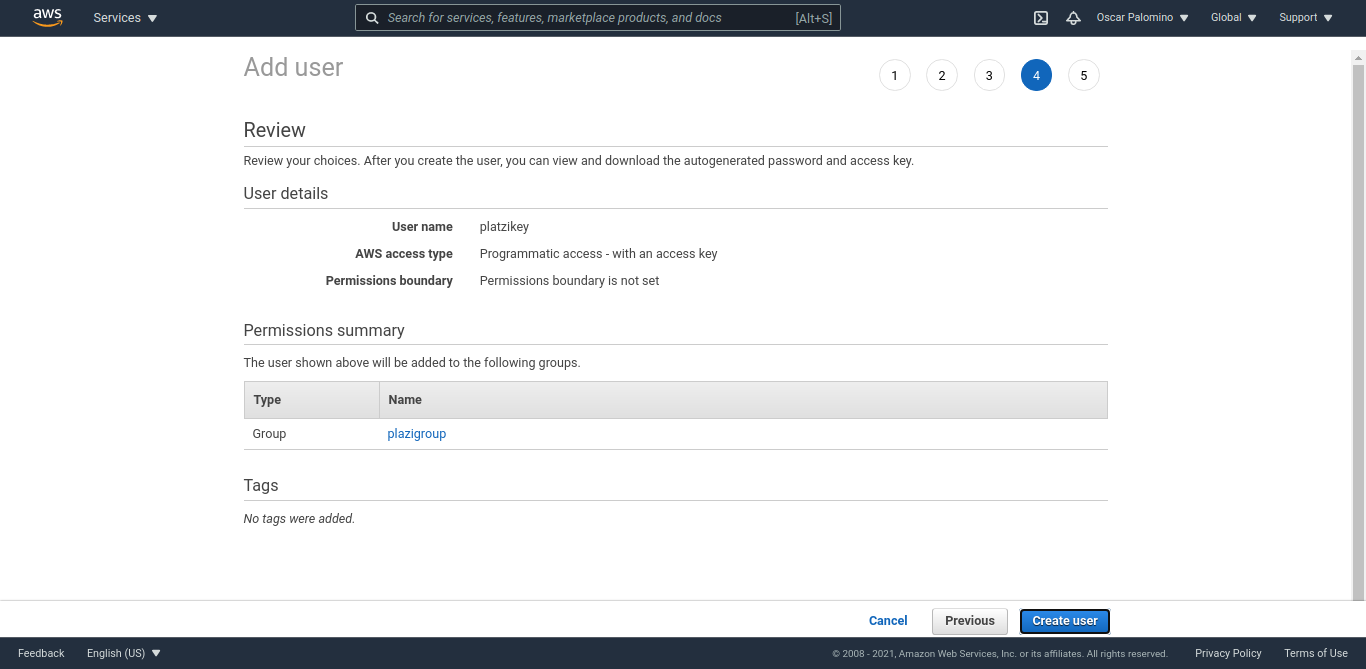 aws Services Search for services, features, marketplace products, and docs [Alt+S] Oscar Palomino Global Support
Add user 1 2 3 4 5
Review
Review your choices. After you create the user, you can view and download the autogenerated password and access key.
User details
User name platzikey
AWS access type Programmatic access - with an access key
Permissions boundary Permissions boundary is not set
Permissions summary
The user shown above will be added to the following groups.
Type Name
Group plazigroup
Tags
No tags were added.
Cancel Previous Create user
Feedback English (US) © 2008 - 2021, Amazon Web Services, Inc. or its affiliates. All rights reserved. Privacy Policy Terms of Use